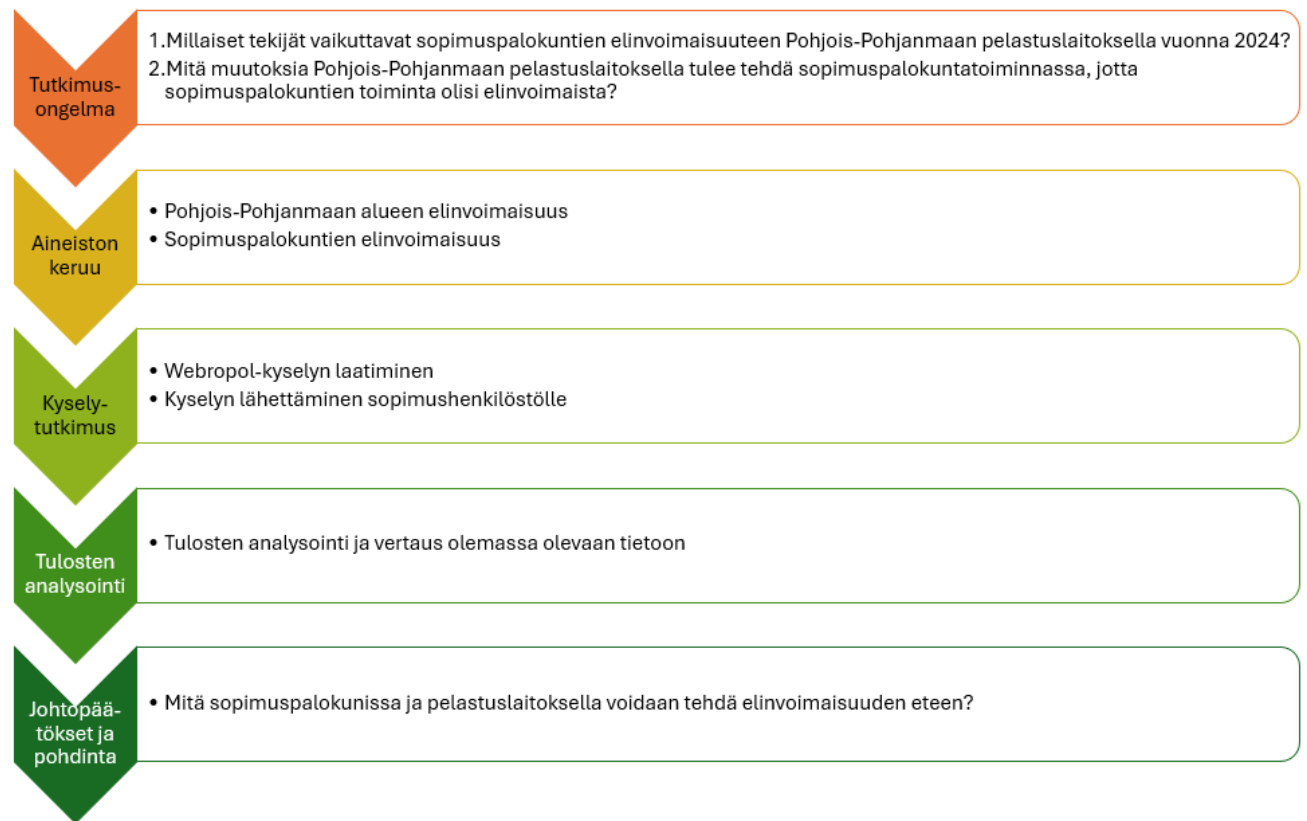 Tutkimus-
ongelma
1.Millaiset tekijät vaikuttavat sopimuspalokuntien elinvoimaisuuteen Pohjois-Pohjanmaan pelastuslaitoksella vuonna 2024?
2.Mitä muutoksia Pohjois-Pohjanmaan pelastuslaitoksella tulee tehdä sopimuspalokuntatoiminnassa, jotta
sopimuspalokuntien toiminta olisi elinvoimaista?
Aineiston
keruu
• Pohjois-Pohjanmaan alueen elinvoimaisuus
• Sopimuspalokuntien elinvoimaisuus
Kysely-
tutkimus
• Webropol-kyselyn laatiminen
• Kyselyn lähettäminen sopimushenkilöstölle
Tulosten
analysointi
• Tulosten analysointi ja vertaus olemassa olevaan tietoon
Johtopää-
tökset ja
pohdinta
• Mitä sopimuspalokunissa ja pelastuslaitoksella voidaan tehdä elinvoimaisuuden eteen?